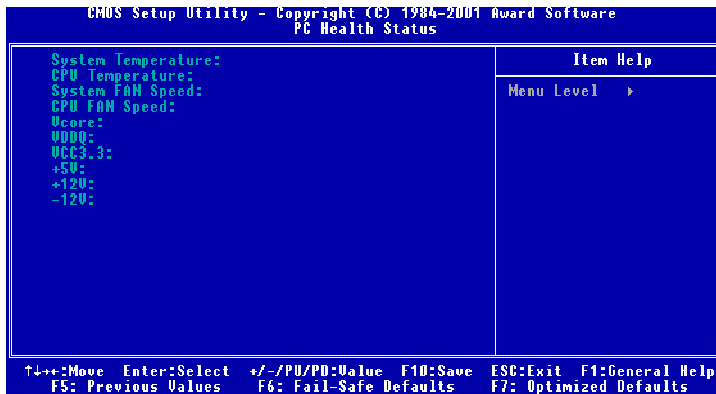 CMOS Setup Utility - Copyright (C) 1984-2001 Award Software
PC Health Status
System Temperature:
CPU Temperature:
System FAN Speed:
CPU FAN Speed:
Vcore:
VDDQ:
VCC3.3:
+5V:
+12V:
-12V:
Item Help
Menu Level ▸
↑↓→←:Move Enter:Select +/-/PU/PD:Value F10:Save ESC:Exit F1:General Help
F5: Previous Values F6: Fail-Safe Defaults F7: Optimized Defaults